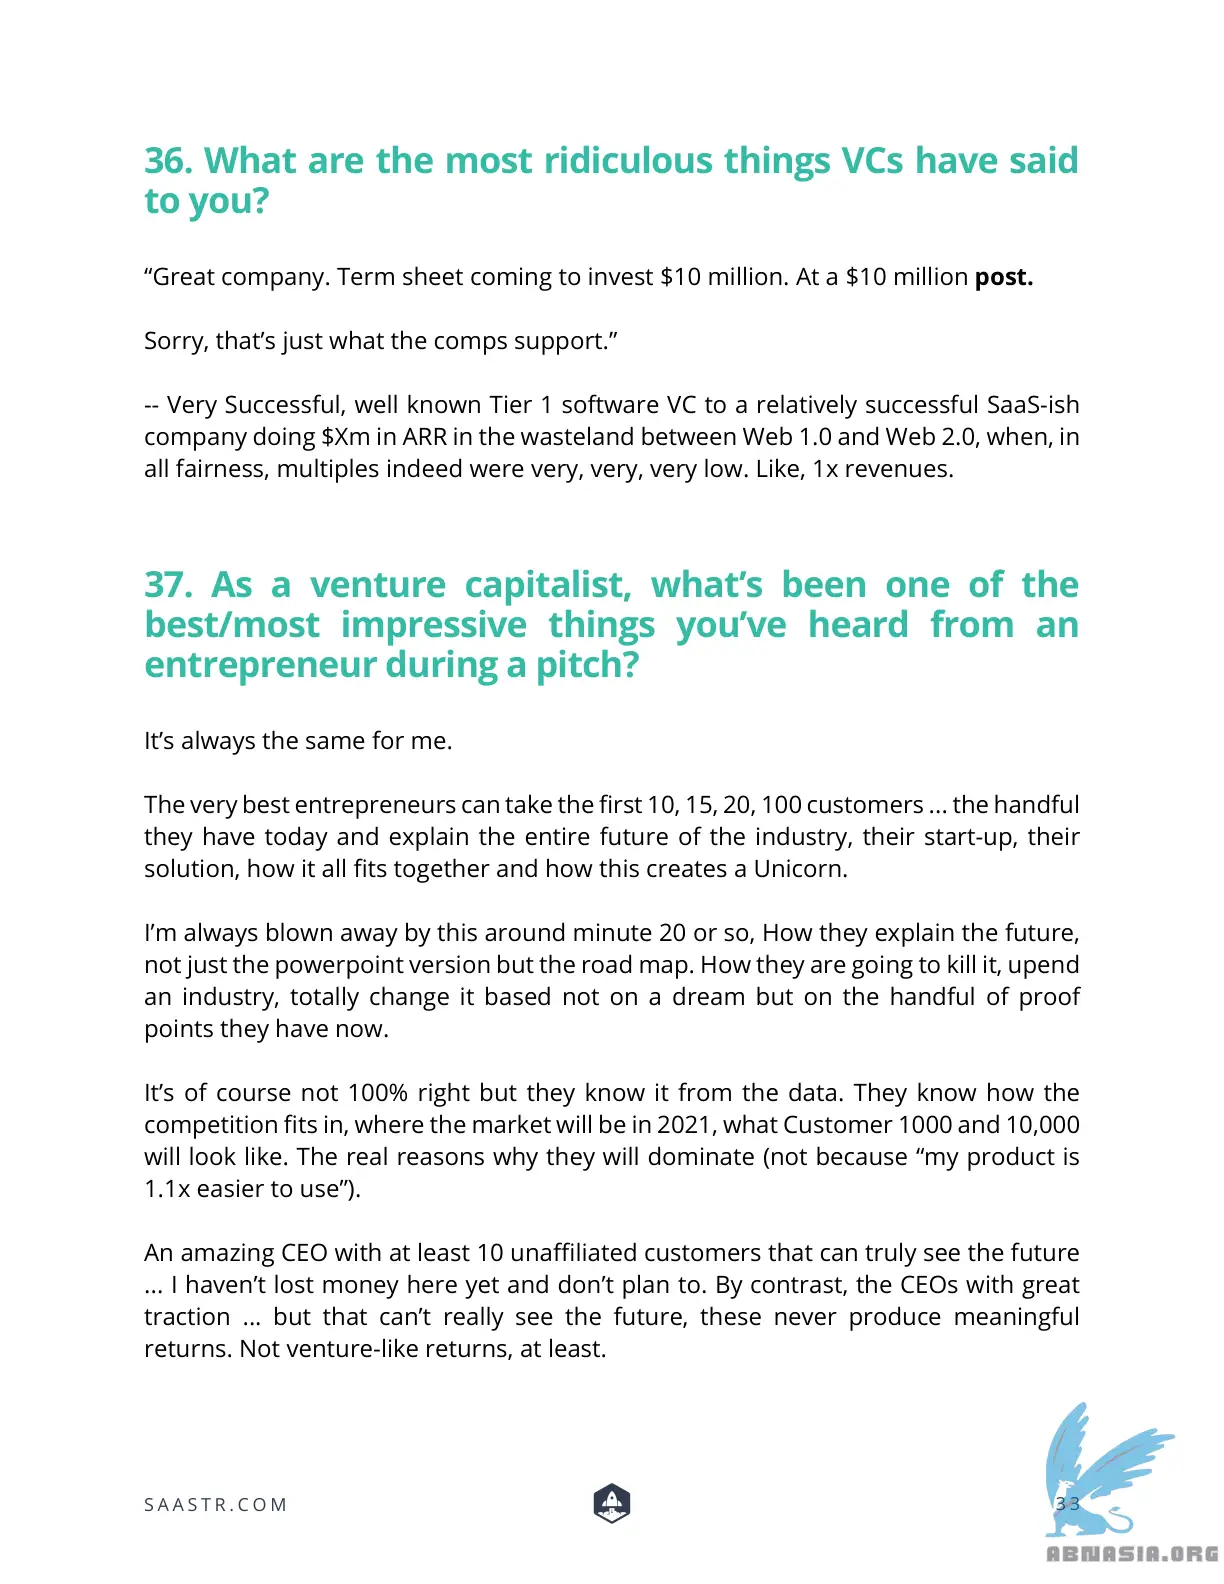 36. What are the most ridiculous things VCs have said
to you?
“Great company. Term sheet coming to invest $10 million. At a $10 million post.
Sorry, that’s just what the comps support.”
-- Very Successful, well known Tier 1 software VC to a relatively successful SaaS-ish
company doing $Xm in ARR in the wasteland between Web 1.0 and Web 2.0, when, in
all fairness, multiples indeed were very, very, very low. Like, 1x revenues.
37. As a venture capitalist, what’s been one of the
best/most impressive things you’ve heard from an
entrepreneur during a pitch?
It’s always the same for me.
The very best entrepreneurs can take the first 10, 15, 20, 100 customers ... the handful
they have today and explain the entire future of the industry, their start-up, their
solution, how it all fits together and how this creates a Unicorn.
I’m always blown away by this around minute 20 or so, How they explain the future,
not just the powerpoint version but the road map. How they are going to kill it, upend
an industry, totally change it based not on a dream but on the handful of proof
points they have now.
It’s of course not 100% right but they know it from the data. They know how the
competition fits in, where the market will be in 2021, what Customer 1000 and 10,000
will look like. The real reasons why they will dominate (not because “my product is
1.1x easier to use”).
An amazing CEO with at least 10 unaffiliated customers that can truly see the future
... I haven’t lost money here yet and don’t plan to. By contrast, the CEOs with great
traction ... but that can’t really see the future, these never produce meaningful
returns. Not venture-like returns, at least.
SAASTR.COM
33
ABNASIA.ORG